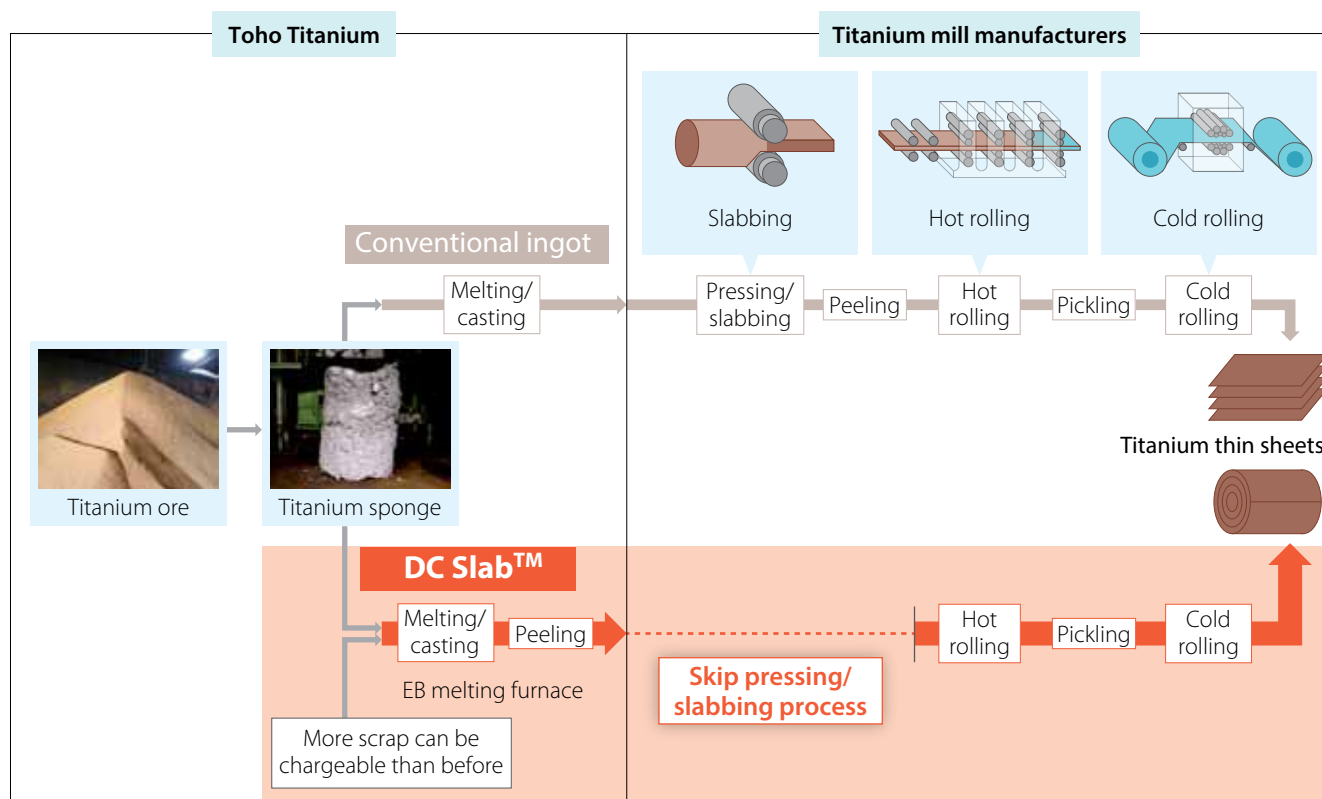 Toho Titanium
Titanium mill manufacturers
Slabbing
Hot rolling
Cold rolling
Conventional ingot
Melting/
casting
Pressing/
slabbing
Peeling
Hot
rolling
Pickling
Cold
rolling
Titanium ore
Titanium sponge
Titanium thin sheets
DC Slab™
Melting/
casting
Peeling
EB melting furnace
Skip pressing/
slabbing process
Hot
rolling
Pickling
Cold
rolling
More scrap can be
chargeable than before